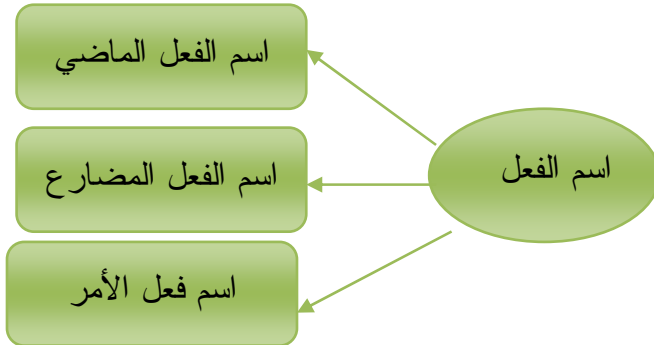 اسم الفعل
اسم الفعل الماضي
اسم الفعل المضارع
اسم فعل الأمر